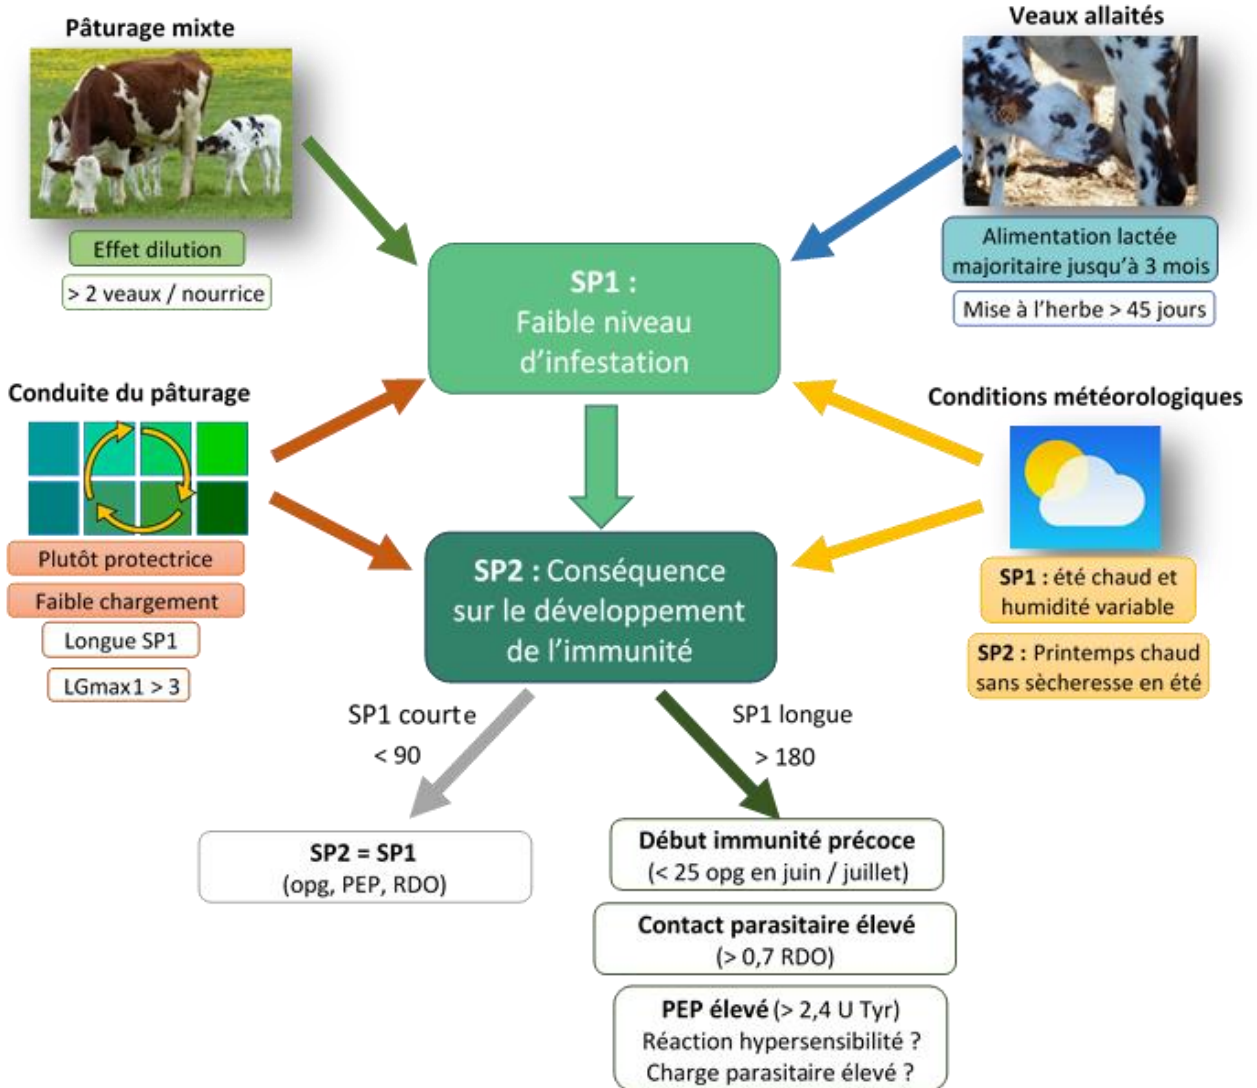 Pâturage mixte
Effet dilution
> 2 veaux / nourrice
Veaux allaités
Alimentation lactée
majoritaire jusqu'à 3 mois
Mise à l'herbe > 45 jours
SP1 :
Faible niveau
d'infestation
Conduite du pâturage
Plutôt protectrice
Faible chargement
Longue SP1
LGmax1 > 3
Conditions météorologiques
SP1 : été chaud et
humidité variable
SP2 : Printemps chaud
sans sècheresse en été
SP2 : Conséquence
sur le développement
de l'immunité
SP1 courte
< 90
SP1 longue
> 180
SP2 = SP1
(opg, PEP, RDO)
Début immunité précoce
(< 25 opg en juin / juillet)
Contact parasitaire élevé
(> 0,7 RDO)
PEP élevé (> 2,4 U Tyr)
Réaction hypersensibilité ?
Charge parasitaire élevé ?